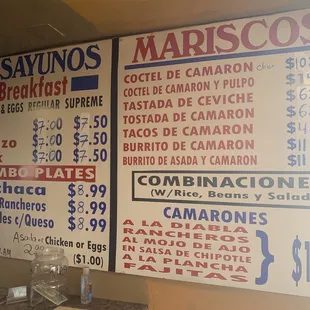 SAYUNOS
Breakfast
& EGGS REGULAR SUPREME
$7.00 $7.50
ZO $7.00 $7.50
$7.00 $7.50
MBO PLATES
chaca $8.99
Rancheros $8.99
les c/Queso $8.99
Chicken or Eggs
($1.00)
MARISCOS
COCTEL DE CAMARON
COCTEL DE CAMARON Y PULPO
TASTADA DE CEVICHE
TOSTADA DE CAMARON
TACOS DE CAMARON
BURRITO DE CAMARON
BURRITO DE ASADA Y CAMARON
COMBINACIONE
(W/Rice, Beans y Salad
CAMARONES
A LA DIABLA
RANCHEROS
AL MOJO DE AJO
EN SALSA DE CHIPOTLE
A LA PLANCHA
FAJITAS